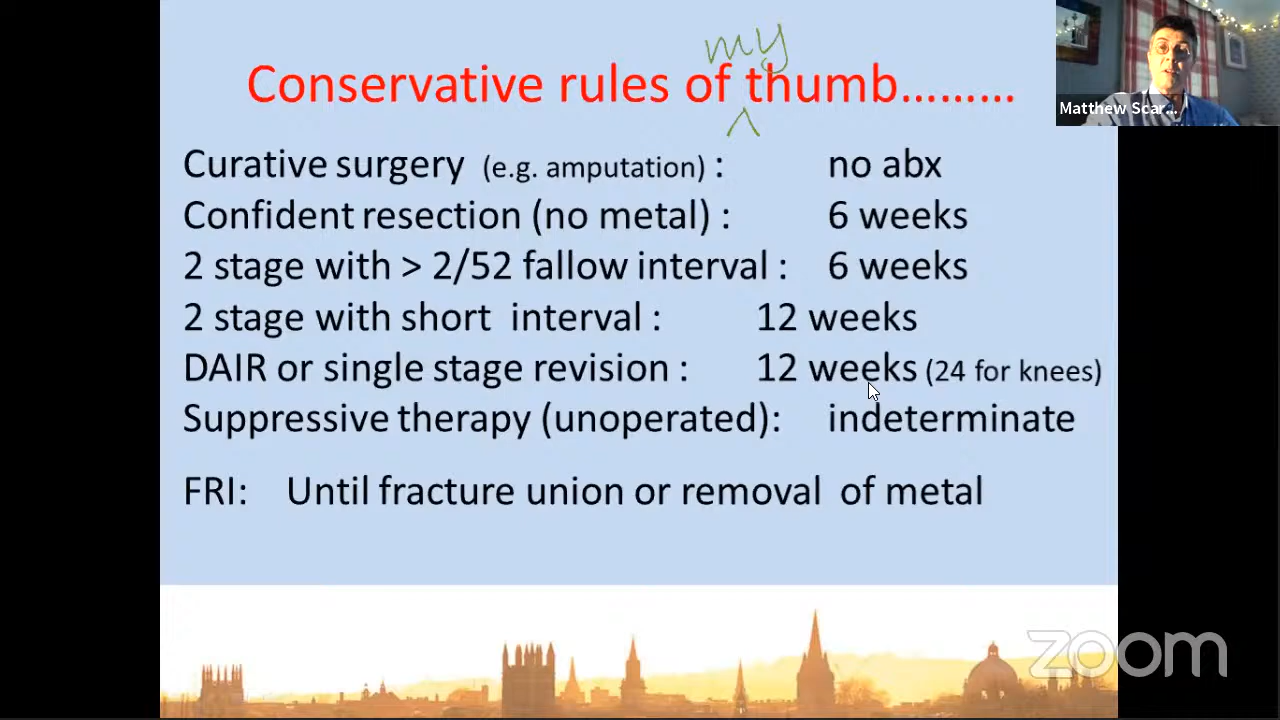 my
Conservative rules of thumb.........
^
Matthew Scar...
Curative surgery (e.g. amputation) : no abx
Confident resection (no metal) : 6 weeks
2 stage with > 2/52 fallow interval : 6 weeks
2 stage with short interval : 12 weeks
DAIR or single stage revision : 12 weeks (24 for knees)
Suppressive therapy (unoperated): indeterminate
FRI: Until fracture union or removal of metal
zoom